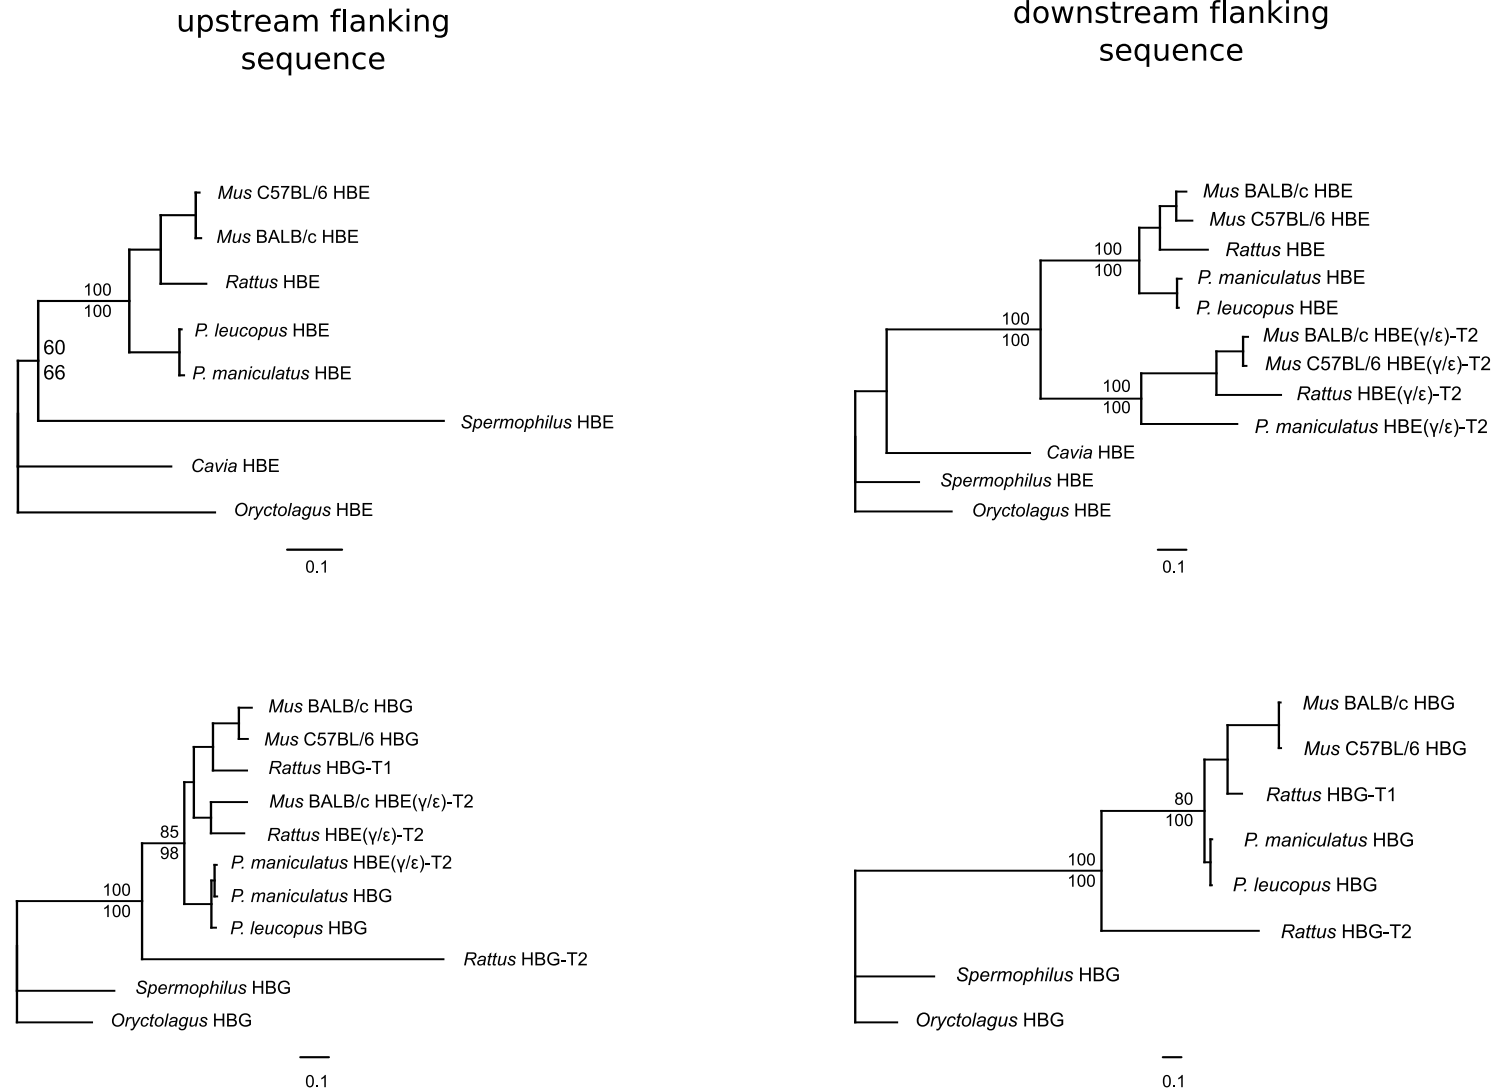 upstream flanking
sequence
Mus C57BL/6 HBE
Mus BALB/c HBE
Rattus HBE
100
100
P. leucopus HBE
60
66
P. maniculatus HBE
Spermophilus HBE
Cavia HBE
Oryctolagus HBE
0.1
downstream flanking
sequence
Mus BALB/c HBE
Mus C57BL/6 HBE
100
100
Rattus HBE
P. maniculatus HBE
P. leucopus HBE
100
100
Mus BALB/c HBE(γ/ε)-T2
Mus C57BL/6 HBE(γ/ε)-T2
100
100
Rattus HBE(γ/ε)-T2
P. maniculatus HBE(γ/ε)-T2
Cavia HBE
Spermophilus HBE
Oryctolagus HBE
0.1
Mus BALB/c HBG
Mus C57BL/6 HBG
Rattus HBG-T1
Mus BALB/c HBE(γ/ε)-T2
85
98
Rattus HBE(γ/ε)-T2
P. maniculatus HBE(γ/ε)-T2
100
100
P. maniculatus HBG
P. leucopus HBG
Rattus HBG-T2
Spermophilus HBG
Oryctolagus HBG
0.1
Mus BALB/c HBG
Mus C57BL/6 HBG
80
100
Rattus HBG-T1
P. maniculatus HBG
100
100
P. leucopus HBG
Rattus HBG-T2
Spermophilus HBG
Oryctolagus HBG
0.1